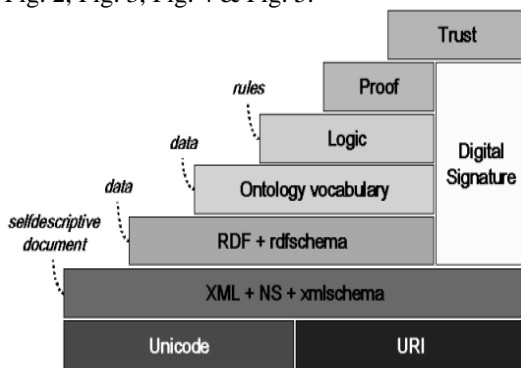 Fig. 2, Fig. 3, Fig. 4 & Fig. 5.
Trust
Proof
rules
Logic
Digital
Signature
data
Ontology vocabulary
data
RDF + rdfschema
selfdescriptive
document
XML + NS + xmlschema
Unicode
URI